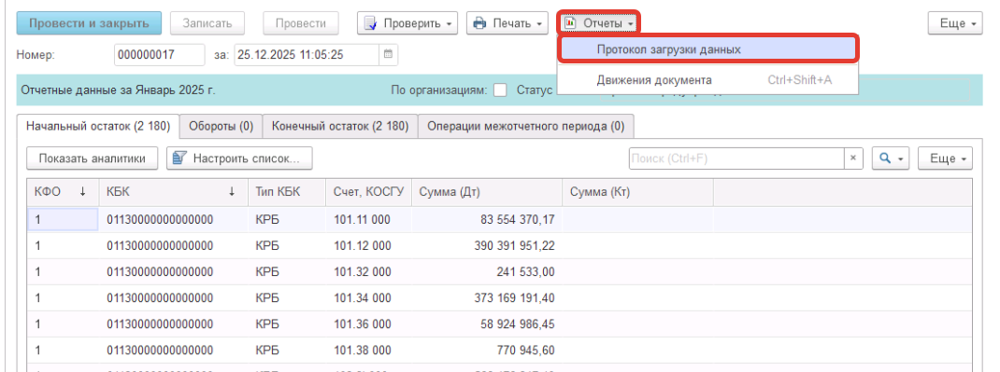 Провести и закрыть Записать Провести Проверить Печать Отчеты Еще
Протокол загрузки данных
Номер: 000000017 за: 25.12.2025 11:05:25
Движения документа Ctrl+Shift+A
Отчетные данные за Январь 2025 г. По организациям: Статус
Начальный остаток (2 180) Обороты (0) Конечный остаток (2 180) Операции межотчетного периода (0)
Показать аналитики Настроить список... Поиск (Ctrl+F) × Еще
КФО ↓ КБК ↓ Тип КБК Счет, КОСГУ Сумма (Дт) Сумма (Кт)
1 01130000000000000 КРБ 101.11 000 83 554 370,17
1 01130000000000000 КРБ 101.12 000 390 391 951,22
1 01130000000000000 КРБ 101.32 000 241 533,00
1 01130000000000000 КРБ 101.34 000 373 169 191,40
1 01130000000000000 КРБ 101.36 000 58 924 986,45
1 01130000000000000 КРБ 101.38 000 770 945,60